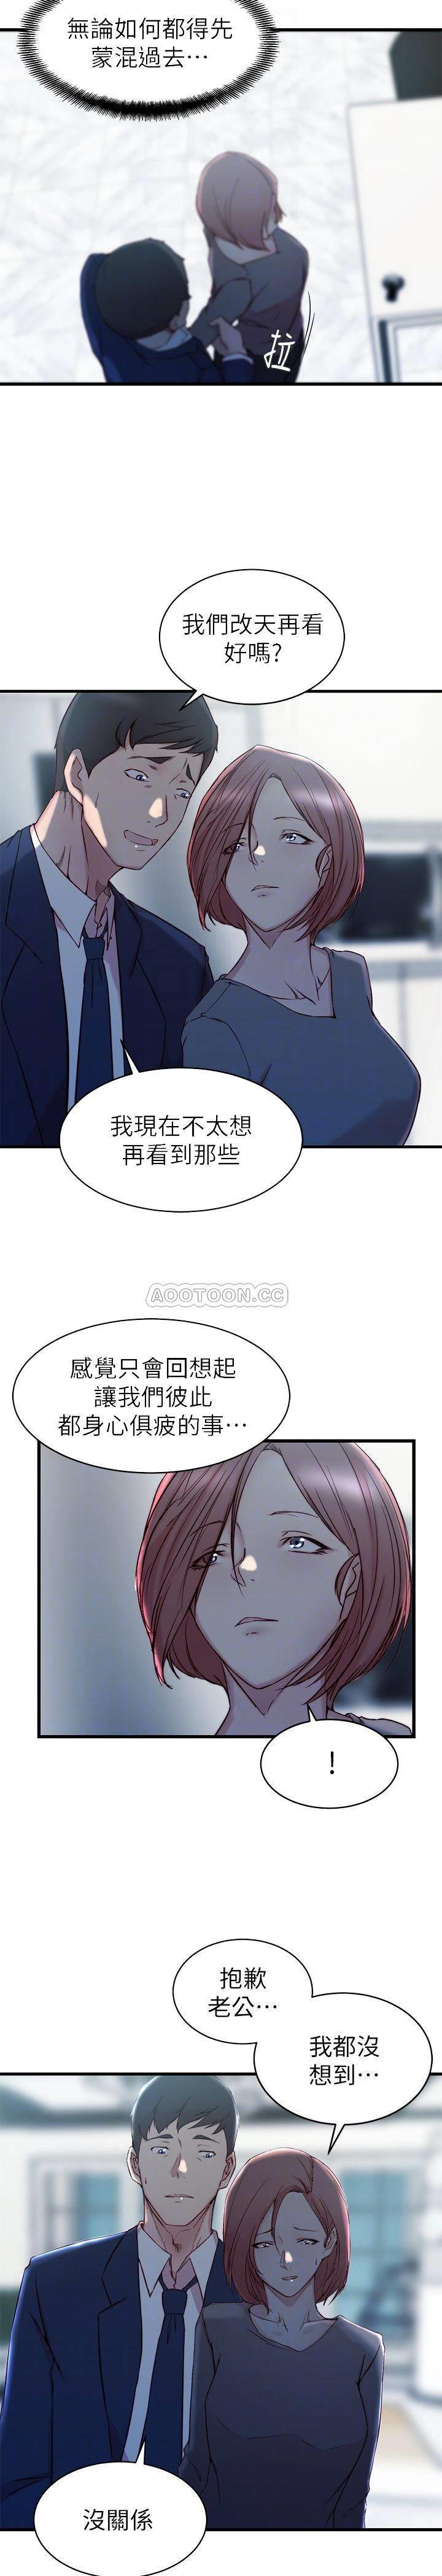 無論如何都得先
蒙混過去…
拉
我們改天再看
好嗎?
我現在不太想
再看到那些
AOOTOON.CC
感覺只會回想起
讓我們彼此
都身心俱疲的事…
!
抱歉
老公…
我都沒
想到…
沒關係